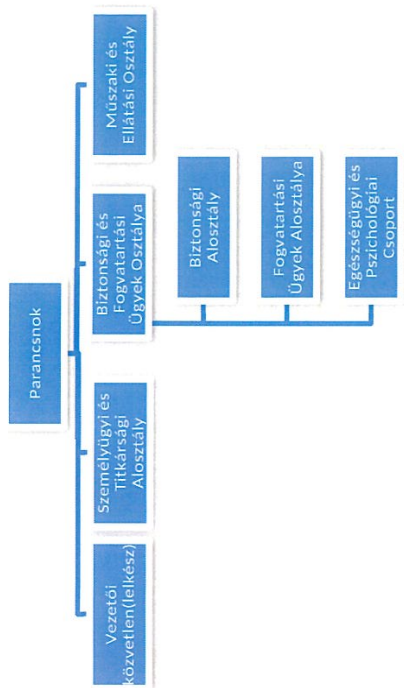 Parancsnok
Vezetői
közvetlen(lelkész)
Személyügyi és
Titkársági
Alosztály
Biztonsági és
Fogvatartási
Ügyek Osztálya
Műszaki és
Ellátási Osztály
Biztonsági
Alosztály
Fogvatartási
Ügyek Alosztálya
Egészségügyi és
Pszichológiai
Csoport